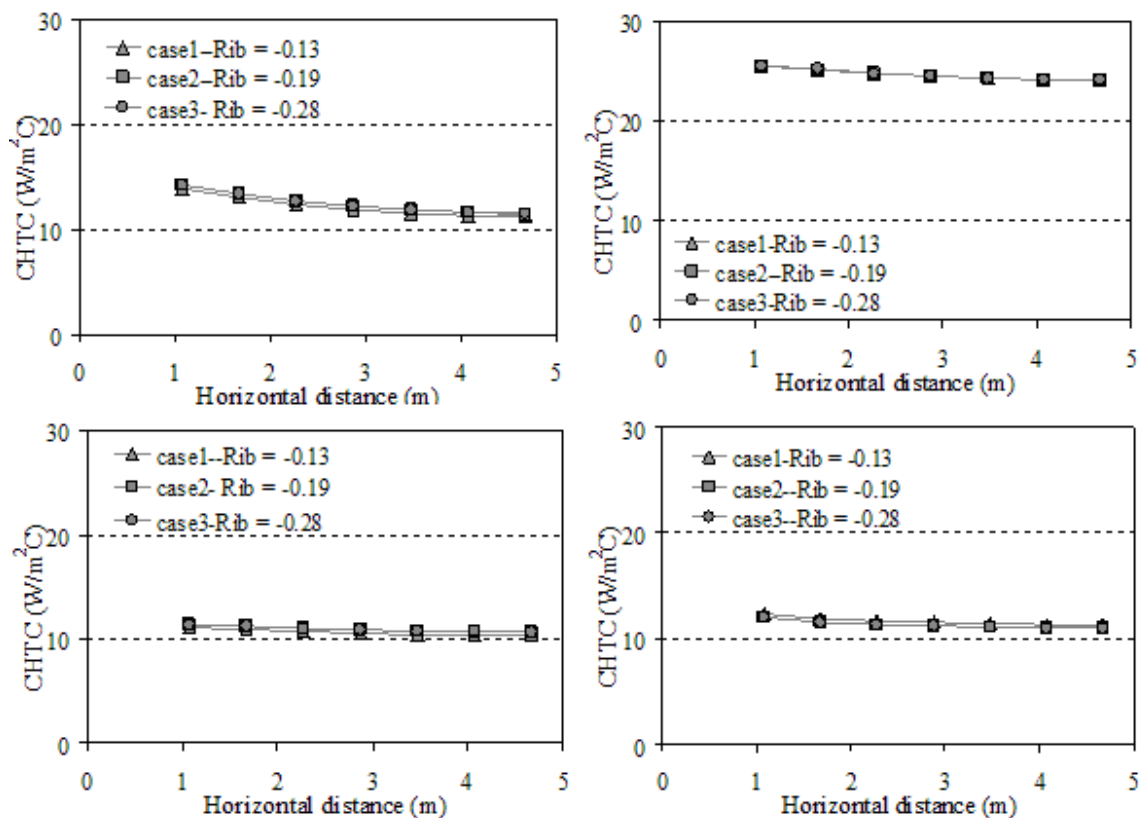 30
20
10
0
CHTC (W/m²C)
case1–Rib = -0.13
case2–Rib = -0.19
case3- Rib = -0.28
0 1 2 3 4 5
Horizontal distance (m)
30
20
10
0
CHTC (W/m²C)
case1-Rib = -0.13
case2–Rib = -0.19
case3-Rib = -0.28
0 1 2 3 4 5
Horizontal distance (m)
30
20
10
0
CHTC (W/m²C)
case1--Rib = -0.13
case2- Rib = -0.19
case3-Rib = -0.28
0 1 2 3 4 5
Horizontal distance (m)
30
20
10
0
CHTC (W/m²C)
case1-Rib = -0.13
case2--Rib = -0.19
case3--Rib = -0.28
0 1 2 3 4 5
Horizontal distance (m)